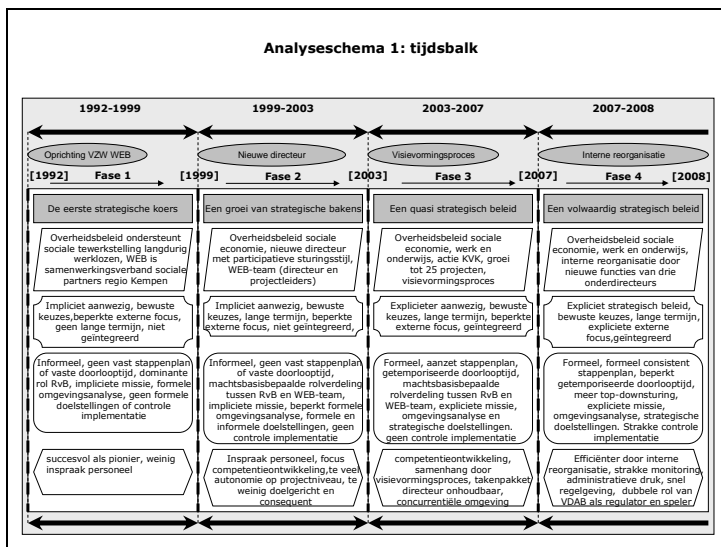 Analyseschema 1: tijdsbalk
1992-1999
1999-2003
2003-2007
2007-2008
Oprichting VZW WEB
Nieuwe directeur
Visievormingsproces
Interne reorganisatie
[1992]
Fase 1
[1999]
Fase 2
[2003]
Fase 3
[2007]
Fase 4
[2008]
De eerste strategische koers
Een groei van strategische bakens
Een quasi strategisch beleid
Een volwaardig strategisch beleid
Overheidsbeleid ondersteunt
sociale tewerkstelling langdurig
werklozen, WEB is
samenwerkingsverband sociale
partners regio Kempen
Overheidsbeleid sociale
economie, nieuwe directeur
met participatieve sturingsstijl,
WEB-team (directeur en
projectleiders)
Overheidsbeleid sociale
economie, werk en
onderwijs, actie KVK, groei
tot 25 projecten,
visievormingsproces
Overheidsbeleid sociale
economie, werk en onderwijs,
interne reorganisatie door
nieuwe functies van drie
onderdirecteurs
Impliciet aanwezig, bewuste
keuzes,beperkte externe focus,
geen lange termijn, niet
geïntegreerd
Impliciet aanwezig, bewuste
keuzes, lange termijn, beperkte
externe focus, niet geïntegreerd,
Explicieter aanwezig, bewuste
keuzes, lange termijn, beperkte
externe focus, geïntegreerd
Expliciet strategisch beleid,
bewuste keuzes, lange termijn,
expliciete externe
focus,geïntegreerd
Informeel, geen vast stappenplan
of vaste doorlooptijd, dominante
rol RvB, impliciete missie, formele
omgevingsanalyse, geen formele
doelstellingen of controle
implementatie
Informeel, geen vast stappenplan
of vaste doorlooptijd,
machtsbasisbepaalde rolverdeling
tussen RvB en WEB-team,
impliciete missie, beperkt formele
omgevingsanalyse, formele en
informele doelstellingen, geen
controle implementatie
Formeel, aanzet stappenplan,
getemporiseerde doorlooptijd,
machtsbasisbepaalde
rolverdeling tussen RvB en
WEB-team, expliciete missie,
omgevingsanalyse en
strategische doelstellingen.
geen controle implementatie
Formeel, formeel consistent
stappenplan, beperkt
getemporiseerde doorlooptijd,
meer top-downsturing,
expliciete missie,
omgevingsanalyse, strategische
doelstellingen. Strakke controle
implementatie
succesvol als pionier, weinig
inspraak personeel
Inspraak personeel, focus
competentieontwikkeling,te veel
autonomie op projectniveau, te
weinig doelgericht en
consequent
competentieontwikkeling,
samenhang door
visievormingsproces, takenpakket
directeur onhoudbaar,
concurrentiële omgeving
Efficiënter door interne
reorganisatie, strakke monitoring,
administratieve druk, snel
regelgeving, dubbele rol van
VDAB als regulator en speler